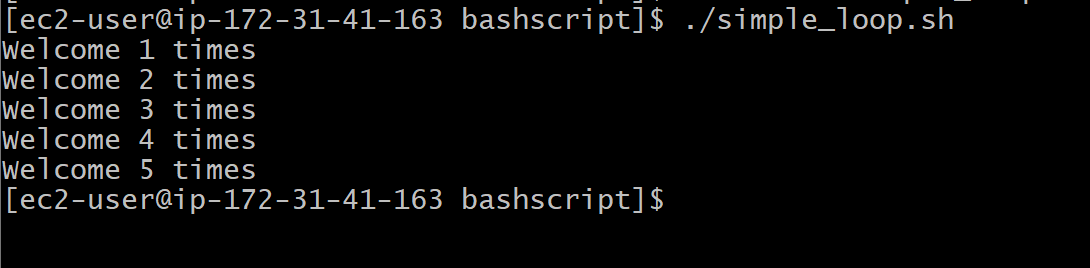 [ec2-user@ip-172-31-41-163 bashscript]$ ./simple_loop.sh
Welcome 1 times
Welcome 2 times
Welcome 3 times
Welcome 4 times
Welcome 5 times
[ec2-user@ip-172-31-41-163 bashscript]$